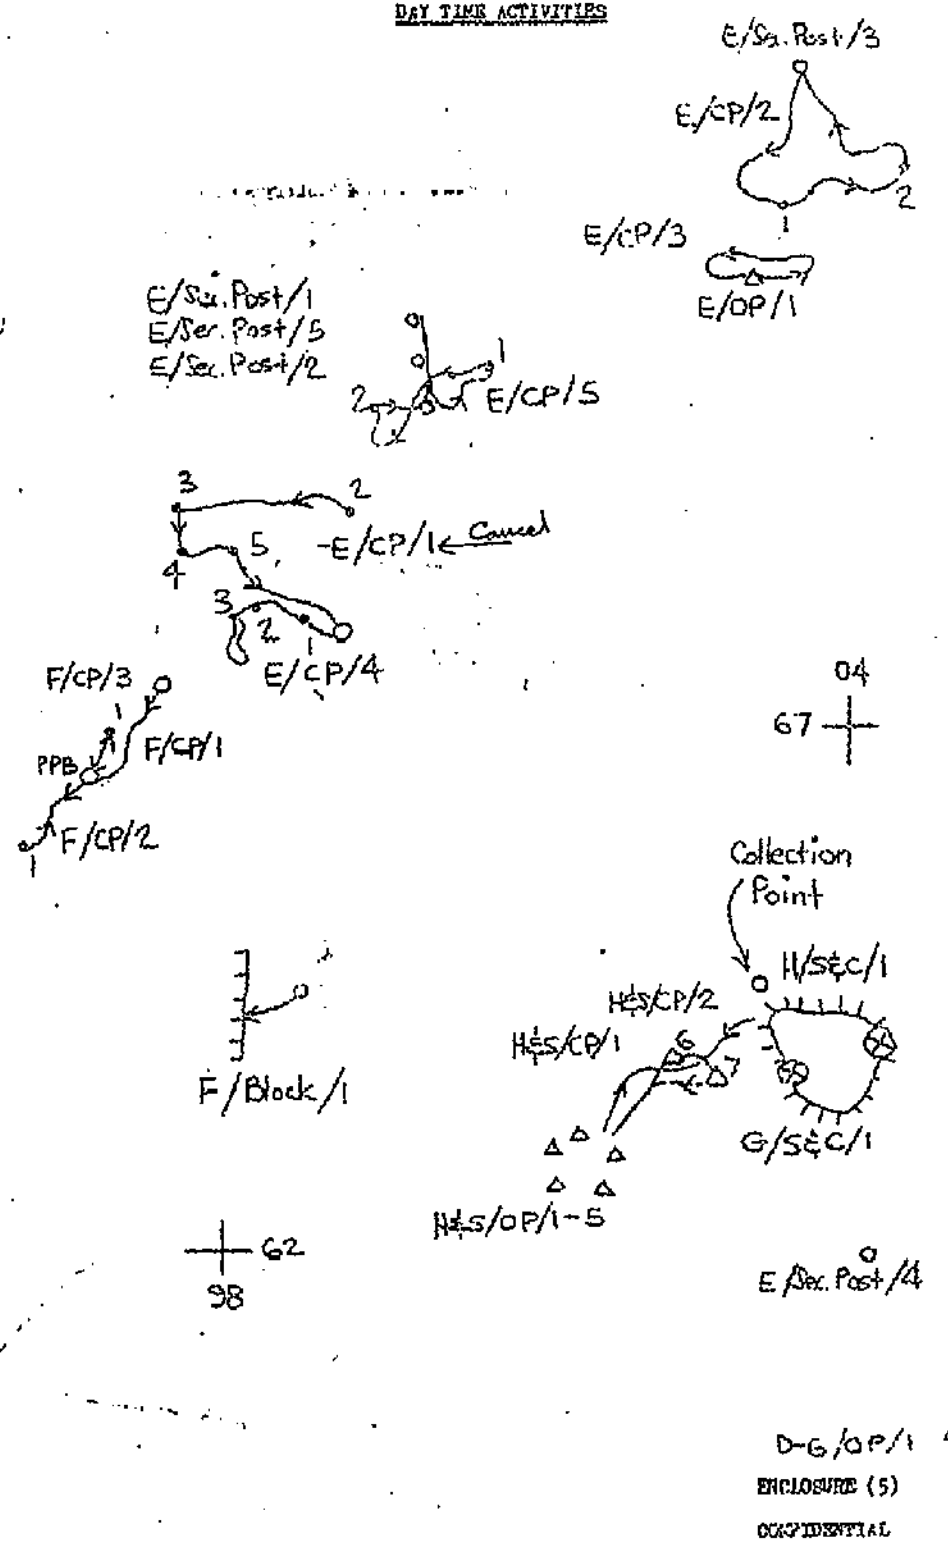 DAY TIME ACTIVITIES
E/Sec. Post/3
E/CP/2
2
1
E/CP/3
E/OP/1
E/Sec. Post/1
E/Sec. Post/5
E/Sec. Post/2
1
2
E/CP/5
3
2
E/CP/1 Cancel
4
5
3
2
1
E/CP/4
F/CP/3
1
F/CP/1
PPB
F/CP/2
1
04
67
Collection
Point
H/S&C/1
H&S/CP/2
H&S/CP/1
6
7
F/Block/1
G/S&C/1
H&S/OP/1-5
62
98
E/Sec. Post/4
D-6/OP/1
ENCLOSURE (5)
CONFIDENTIAL